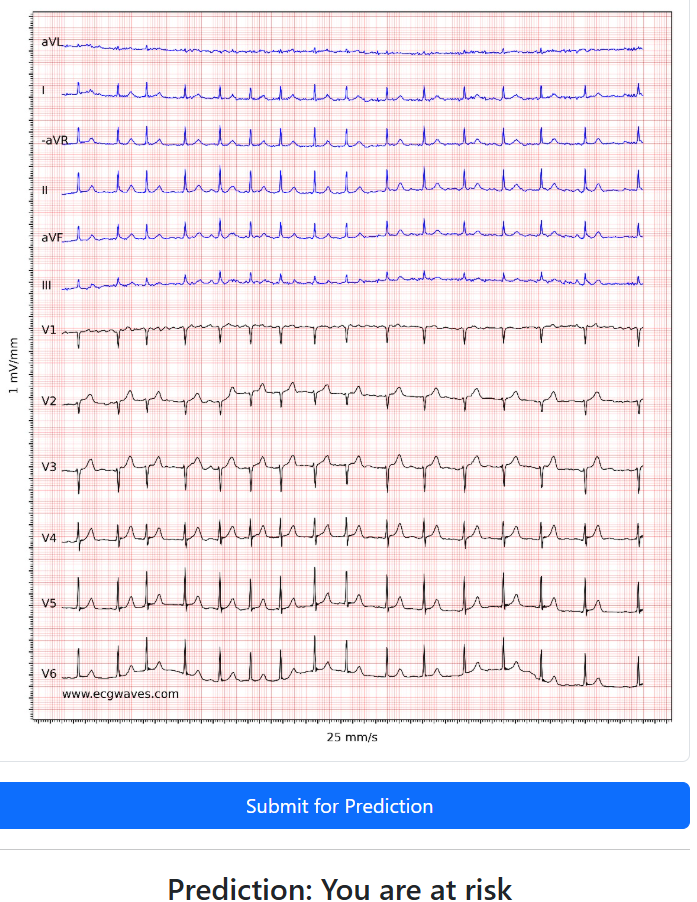 aVL
I
-aVR
II
aVF
III
V1
1 mV/mm
V2
V3
V4
V5
V6
www.ecgwaves.com
25 mm/s
Submit for Prediction
Prediction: You are at risk